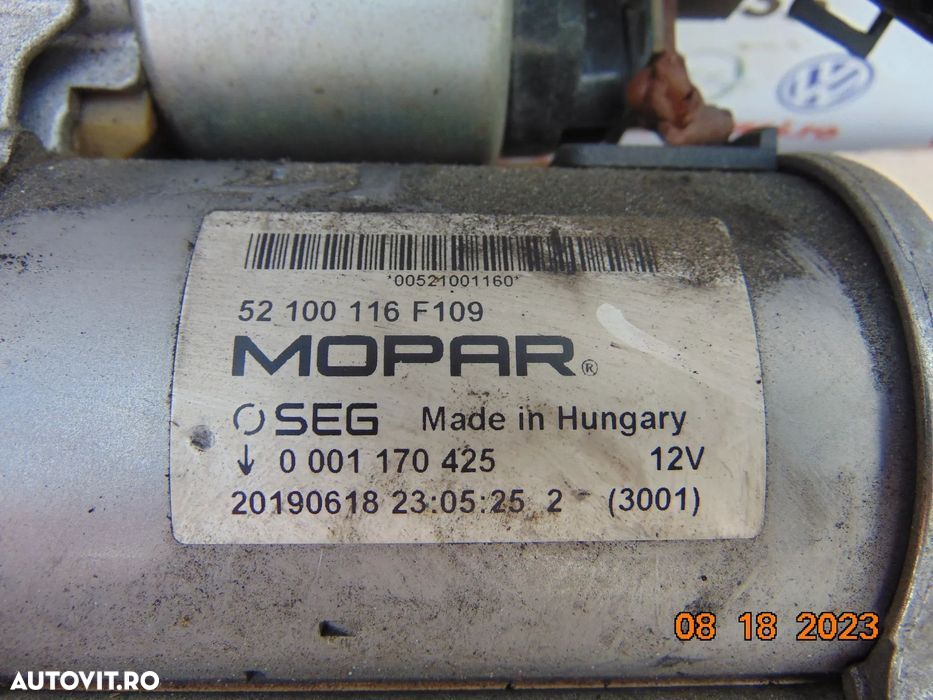 *00521001160*
52 100 116 F109
MOPAR®
SEG Made in Hungary
↓ 0 001 170 425 12V
20190618 23:05:25 2 (3001)
08 18 2023
AUTOVIT.RO